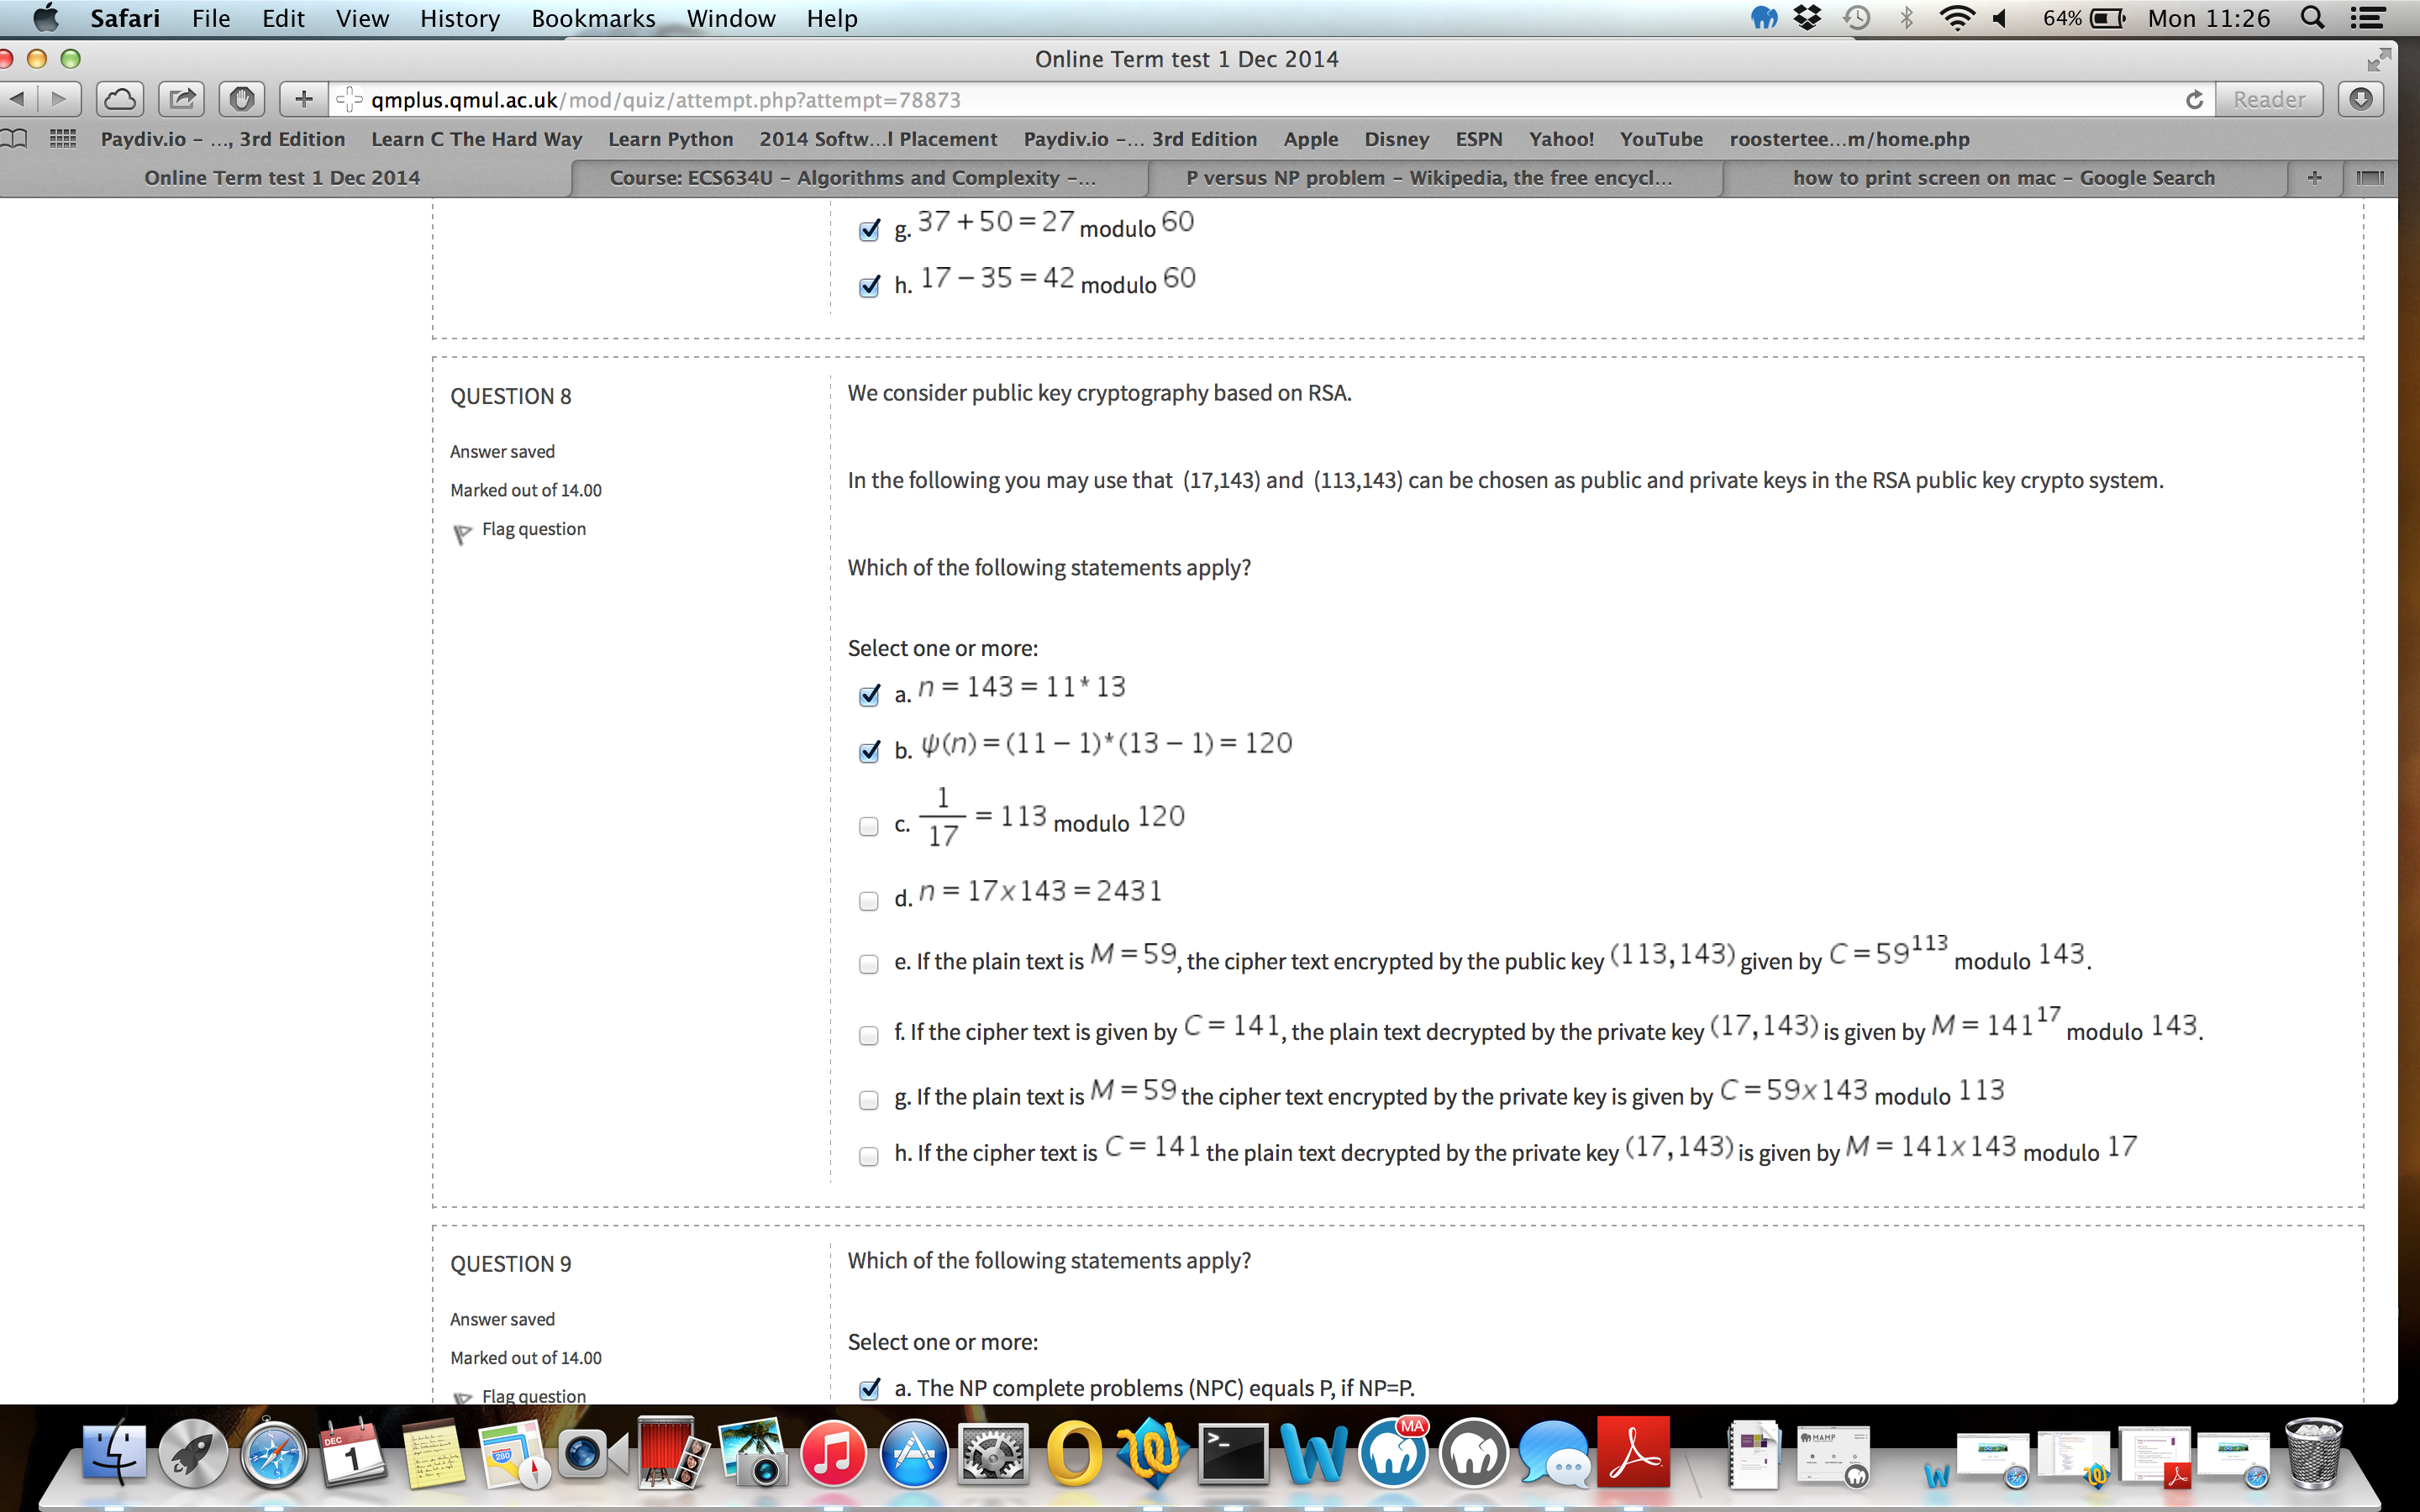 Safari File Edit View History Bookmarks Window Help 64% Mon 11:26
Online Term test 1 Dec 2014
qmplus.qmul.ac.uk/mod/quiz/attempt.php?attempt=78873 Reader
Paydiv.io – ..., 3rd Edition Learn C The Hard Way Learn Python 2014 Softw...l Placement Paydiv.io –... 3rd Edition Apple Disney ESPN Yahoo! YouTube roostertee...m/home.php
Online Term test 1 Dec 2014 Course: ECS634U – Algorithms and Complexity –... P versus NP problem – Wikipedia, the free encycl... how to print screen on mac – Google Search
g. 37 + 50 = 27 modulo 60
h. 17 − 35 = 42 modulo 60
QUESTION 8
Answer saved
Marked out of 14.00
Flag question
We consider public key cryptography based on RSA.
In the following you may use that (17,143) and (113,143) can be chosen as public and private keys in the RSA public key crypto system.
Which of the following statements apply?
Select one or more:
a. n = 143 = 11 * 13
b. ψ(n) = (11 − 1)*(13 − 1) = 120
c. 1/17 = 113 modulo 120
d. n = 17x143 = 2431
e. If the plain text is M = 59, the cipher text encrypted by the public key (113,143) given by C = 59^113 modulo 143.
f. If the cipher text is given by C = 141, the plain text decrypted by the private key (17,143) is given by M = 141^17 modulo 143.
g. If the plain text is M = 59 the cipher text encrypted by the private key is given by C = 59x143 modulo 113
h. If the cipher text is C = 141 the plain text decrypted by the private key (17,143) is given by M = 141x143 modulo 17
QUESTION 9
Answer saved
Marked out of 14.00
Flag question
Which of the following statements apply?
Select one or more:
a. The NP complete problems (NPC) equals P, if NP=P.
DEC
1
280
MA
MAMP